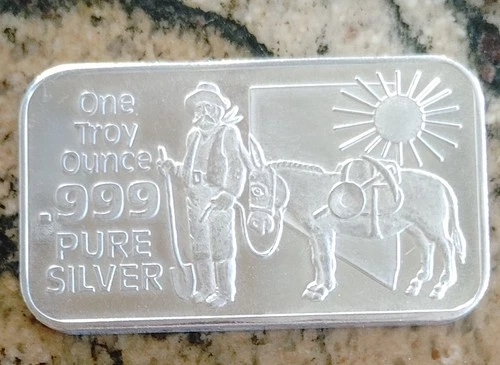 One
Troy
Ounce
.999
PURE
SILVER